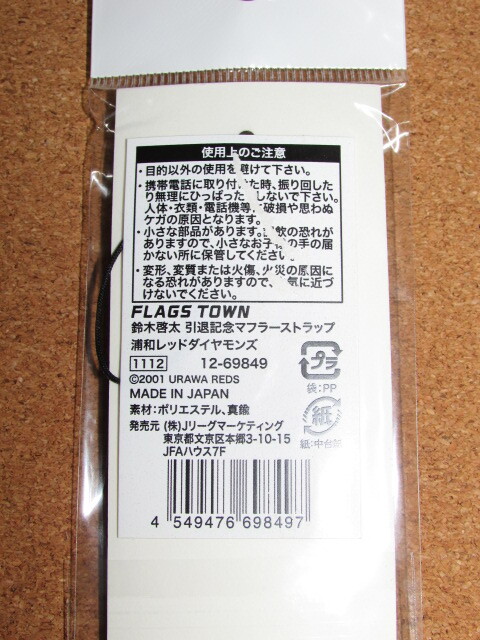 使用上のご注意
・目的以外の使用を避けて下さい。
・携帯電話に取り付 た時、振り回した
り無理にひっぱった しないで下さい。
人体・衣類・電話機等 破損や思わぬ
ケガの原因となります。
・小さな部品があります。 飲の恐れが
ありますので、小さなお子 の手の届
かない所に保管してくださ
・変形、変質または火傷、火災の原因に
なる恐れがありますので、 気に近づ
けないでください。
FLAGS TOWN
鈴木啓太 引退記念マフラーストラップ
浦和レッドダイヤモンズ
1112 12-69849
©2001 URAWA REDS
MADE IN JAPAN
素材:ポリエステル、真鍮
発売元 (株)Jリーグマーケティング
東京都文京区本郷3-10-15
JFAハウス7F
プラ
袋:PP
紙
紙:中台部
4 549476 698497